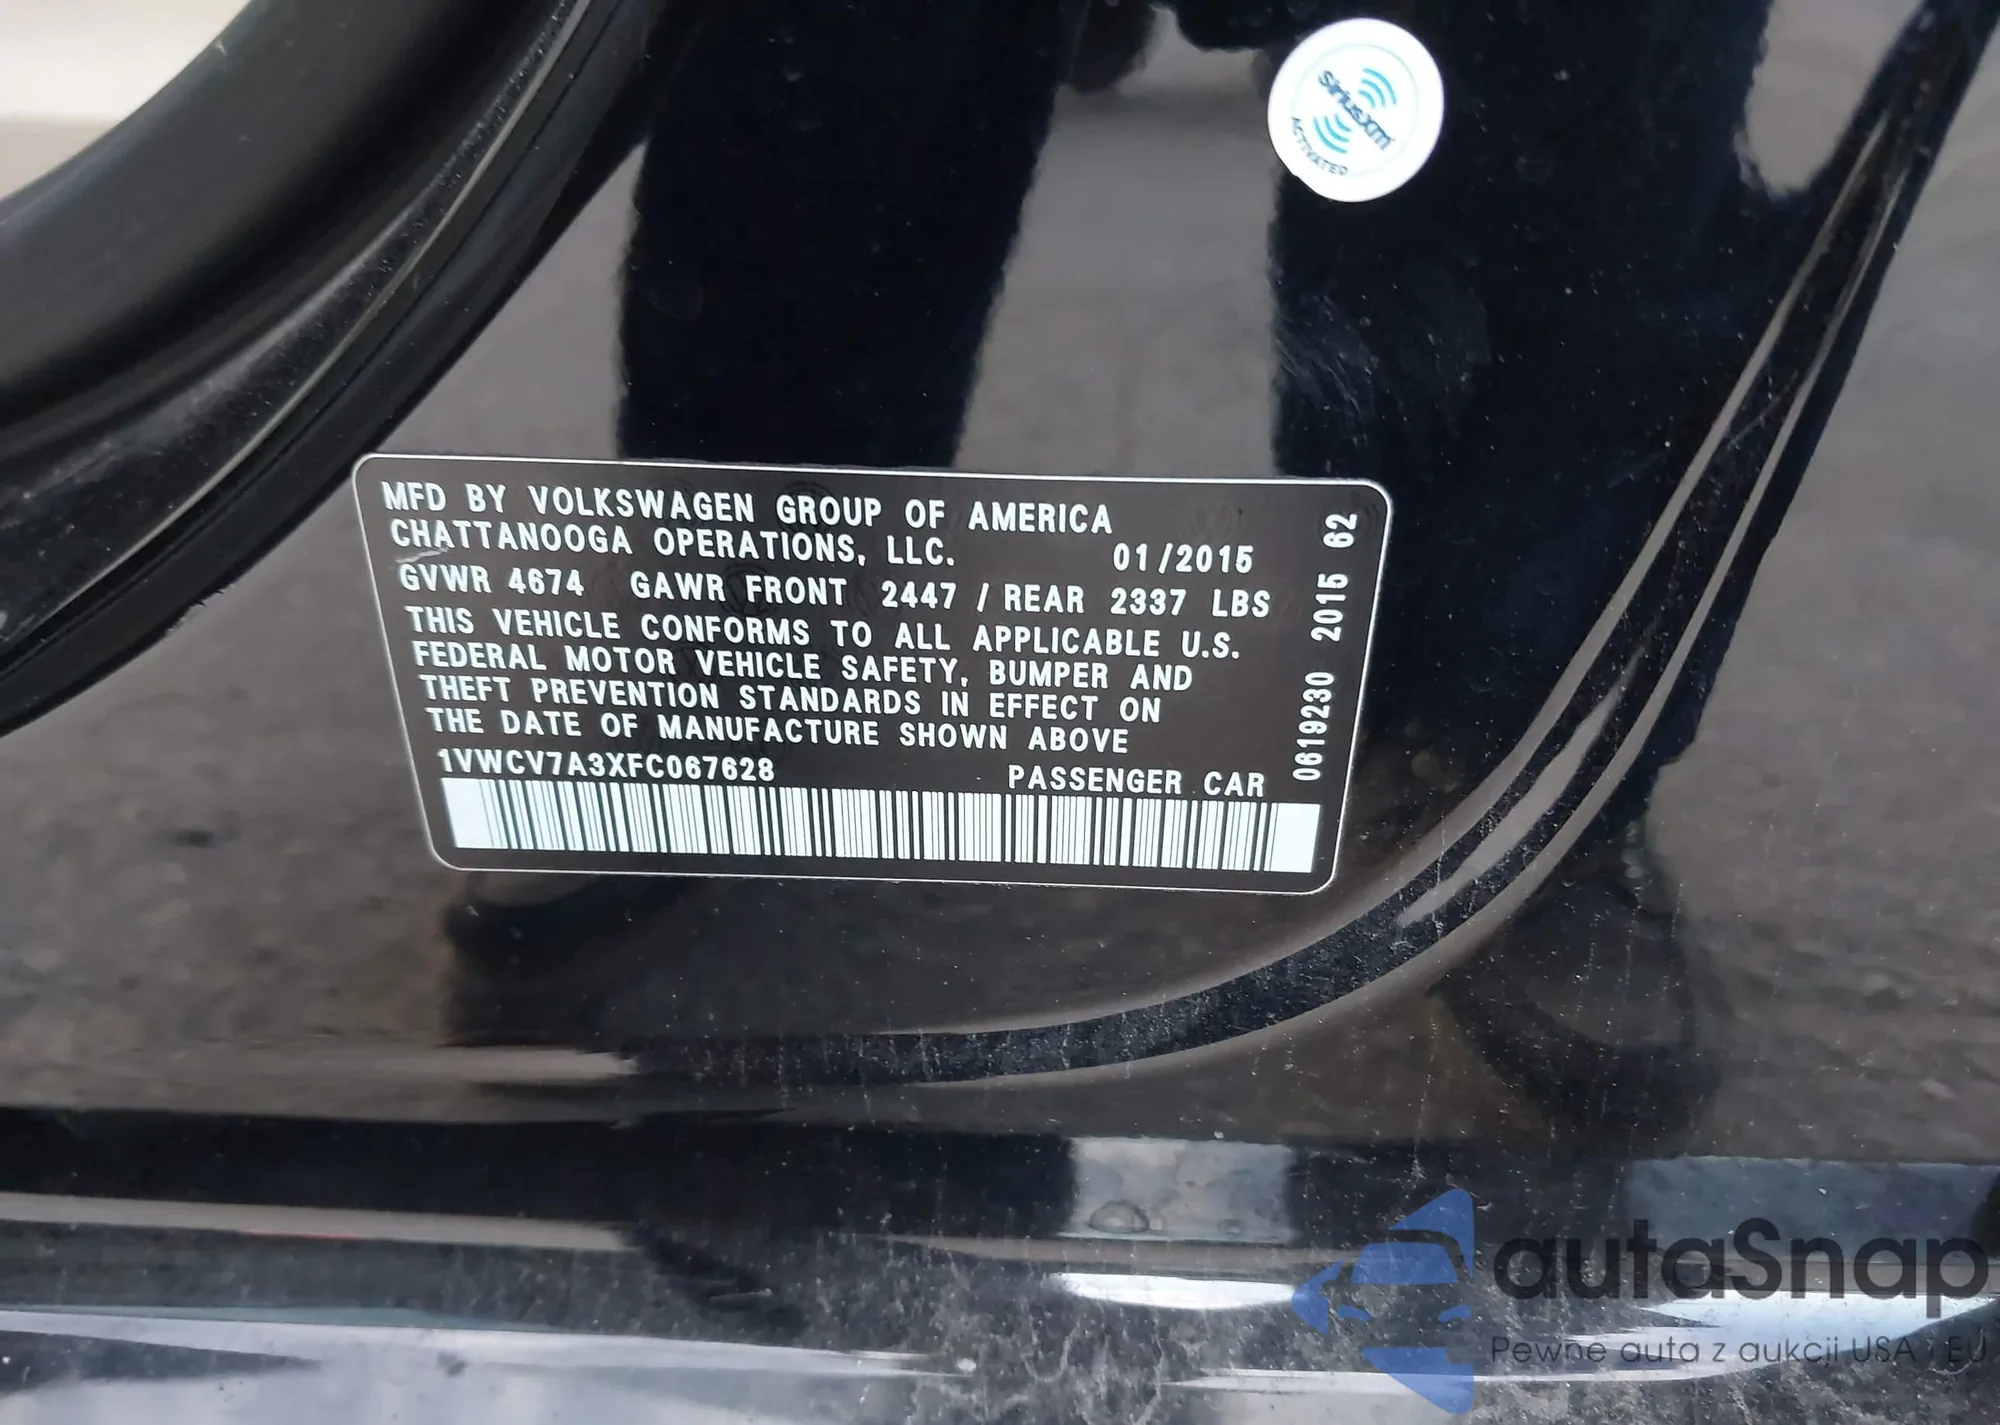 SiriusXM
ACTIVATED
MFD BY VOLKSWAGEN GROUP OF AMERICA
CHATTANOOGA OPERATIONS, LLC. 01/2015
GVWR 4674 GAWR FRONT 2447 / REAR 2337 LBS
THIS VEHICLE CONFORMS TO ALL APPLICABLE U.S.
FEDERAL MOTOR VEHICLE SAFETY, BUMPER AND
THEFT PREVENTION STANDARDS IN EFFECT ON
THE DATE OF MANUFACTURE SHOWN ABOVE
1VWCV7A3XFC067628 PASSENGER CAR
0619230 2015 62
autaSnap
Pewne auta z aukcji USA i EU